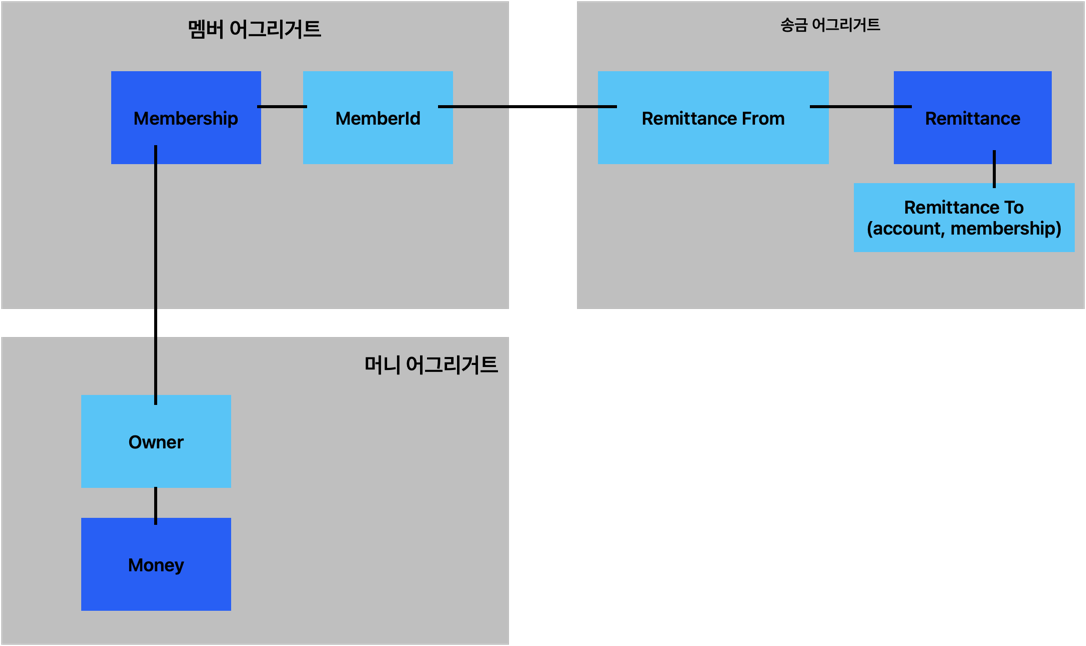 멤버 어그리거트
Membership
MemberId
송금 어그리거트
Remittance From
Remittance
Remittance To
(account, membership)
머니 어그리거트
Owner
Money